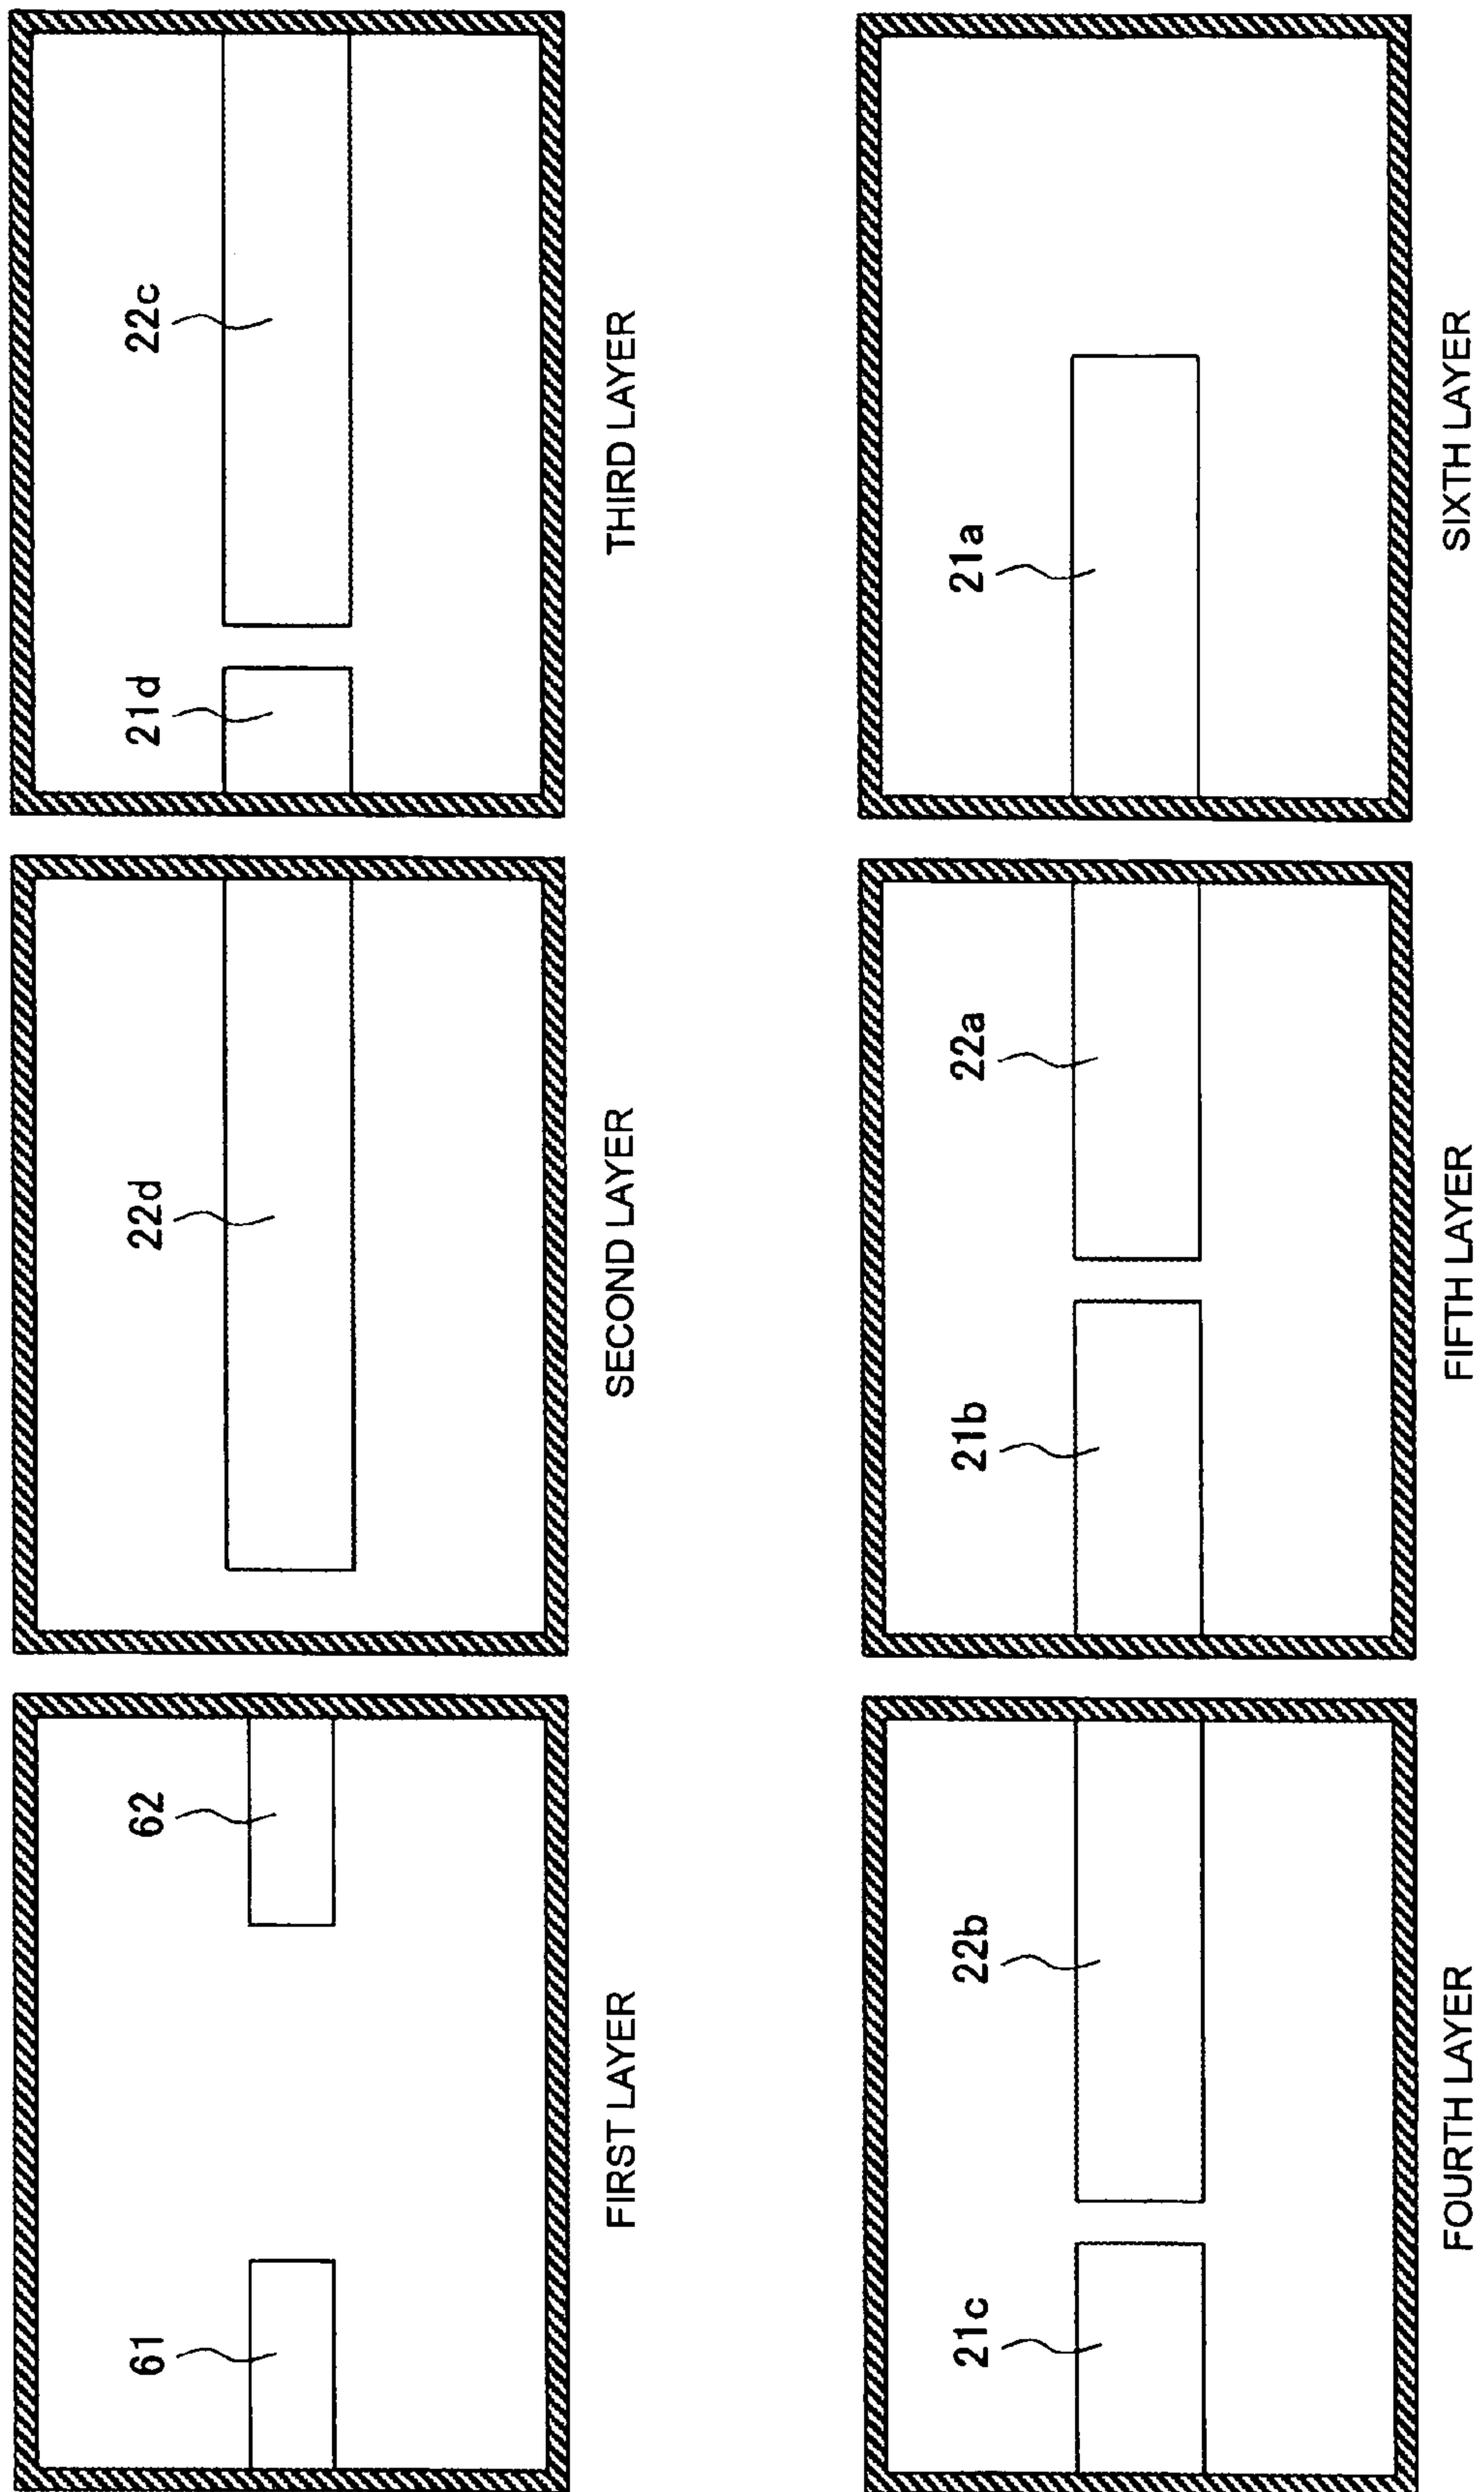 61
62
FIRST LAYER
22d
SECOND LAYER
21d
22c
THIRD LAYER
21c
22b
FOURTH LAYER
21b
22a
FIFTH LAYER
21a
SIXTH LAYER